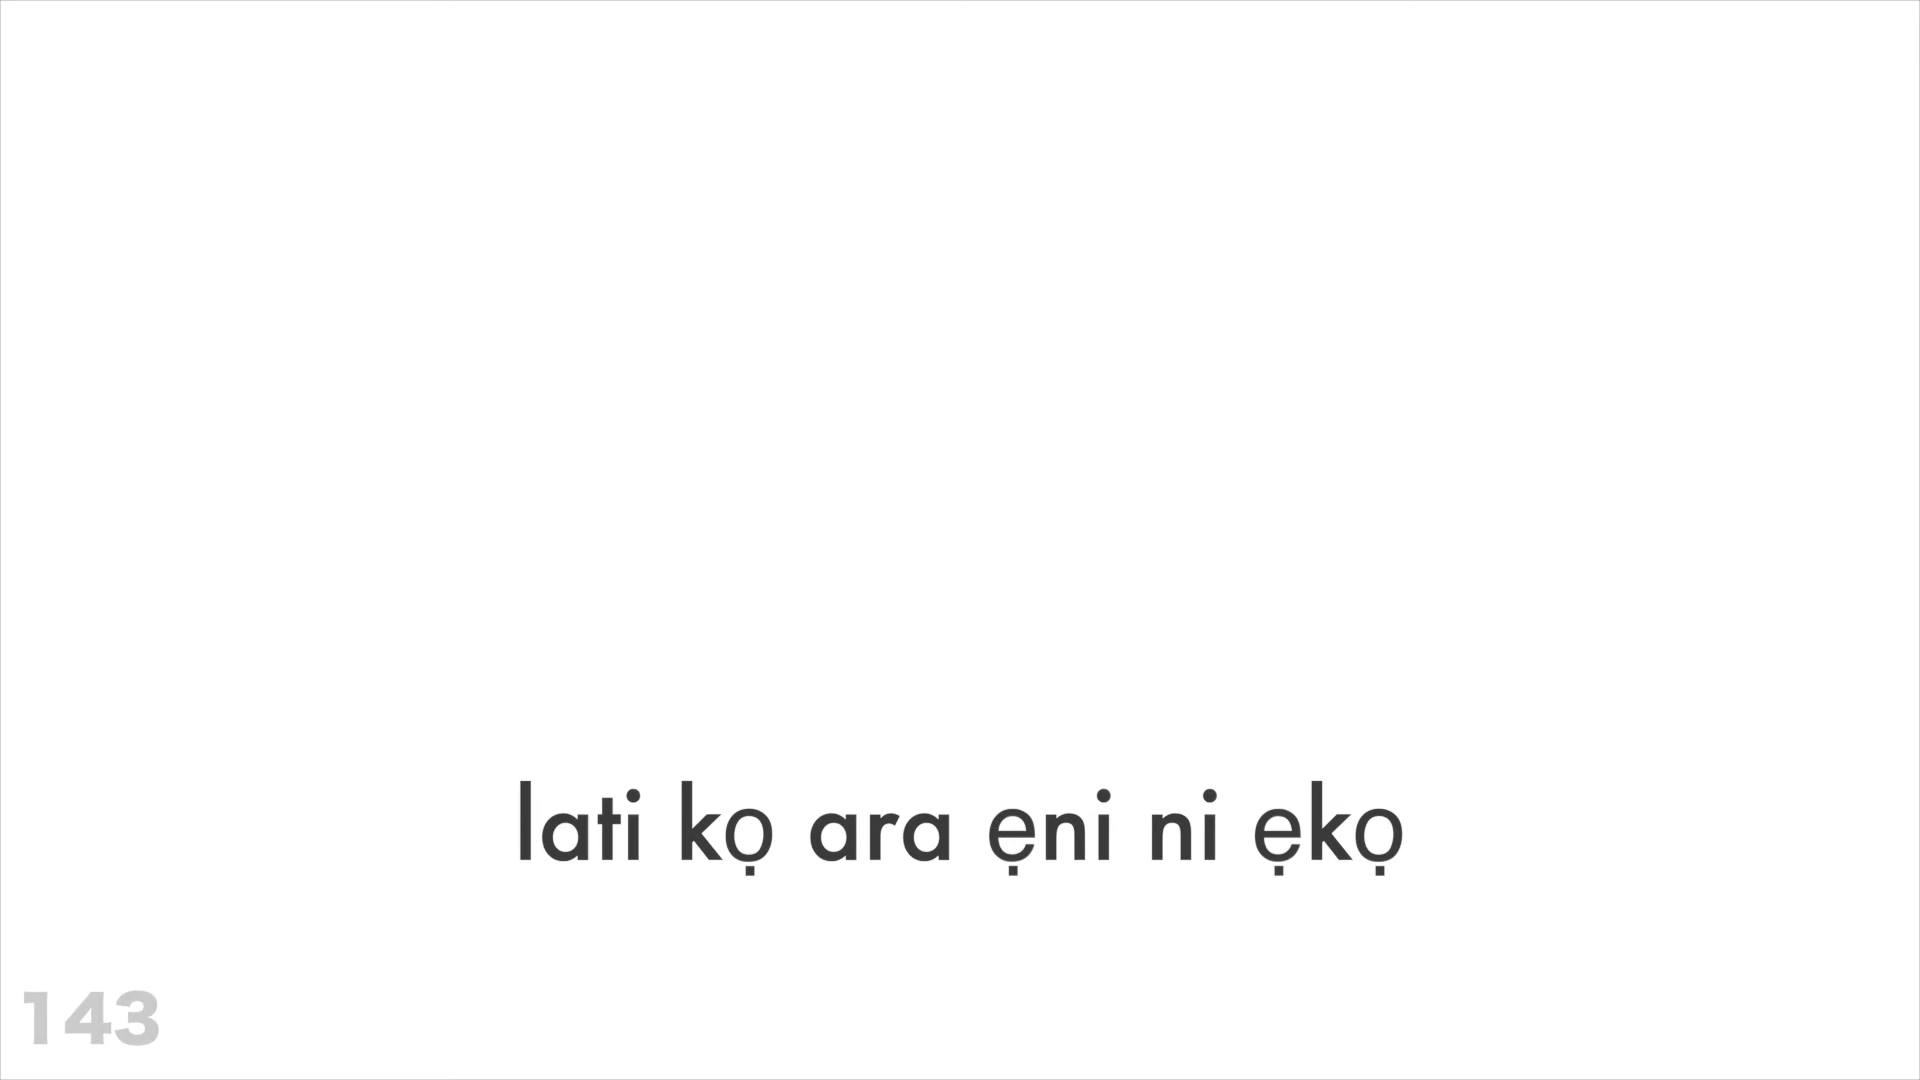 lati kọ ara ẹni ni ẹkọ
143